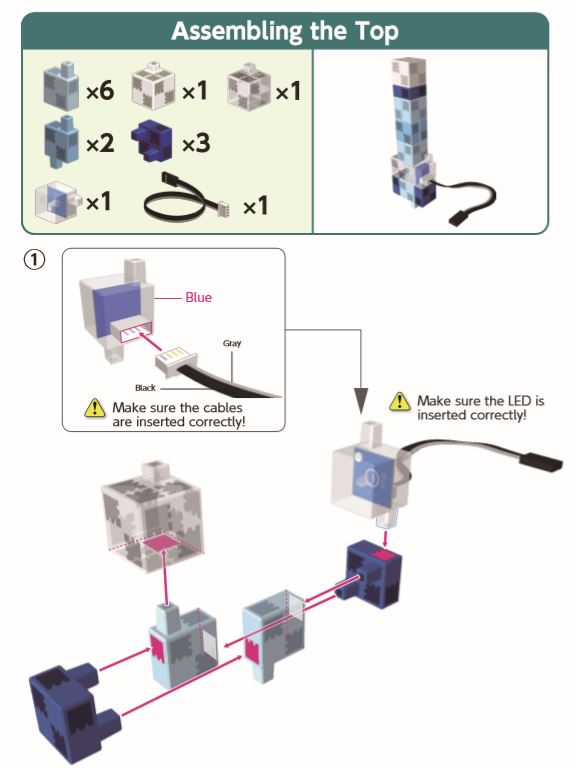 Assembling the Top
×6
×1
×1
×2
×3
×1
×1
①
Blue
Gray
Black
Make sure the cables
are inserted correctly!
Make sure the LED is
inserted correctly!